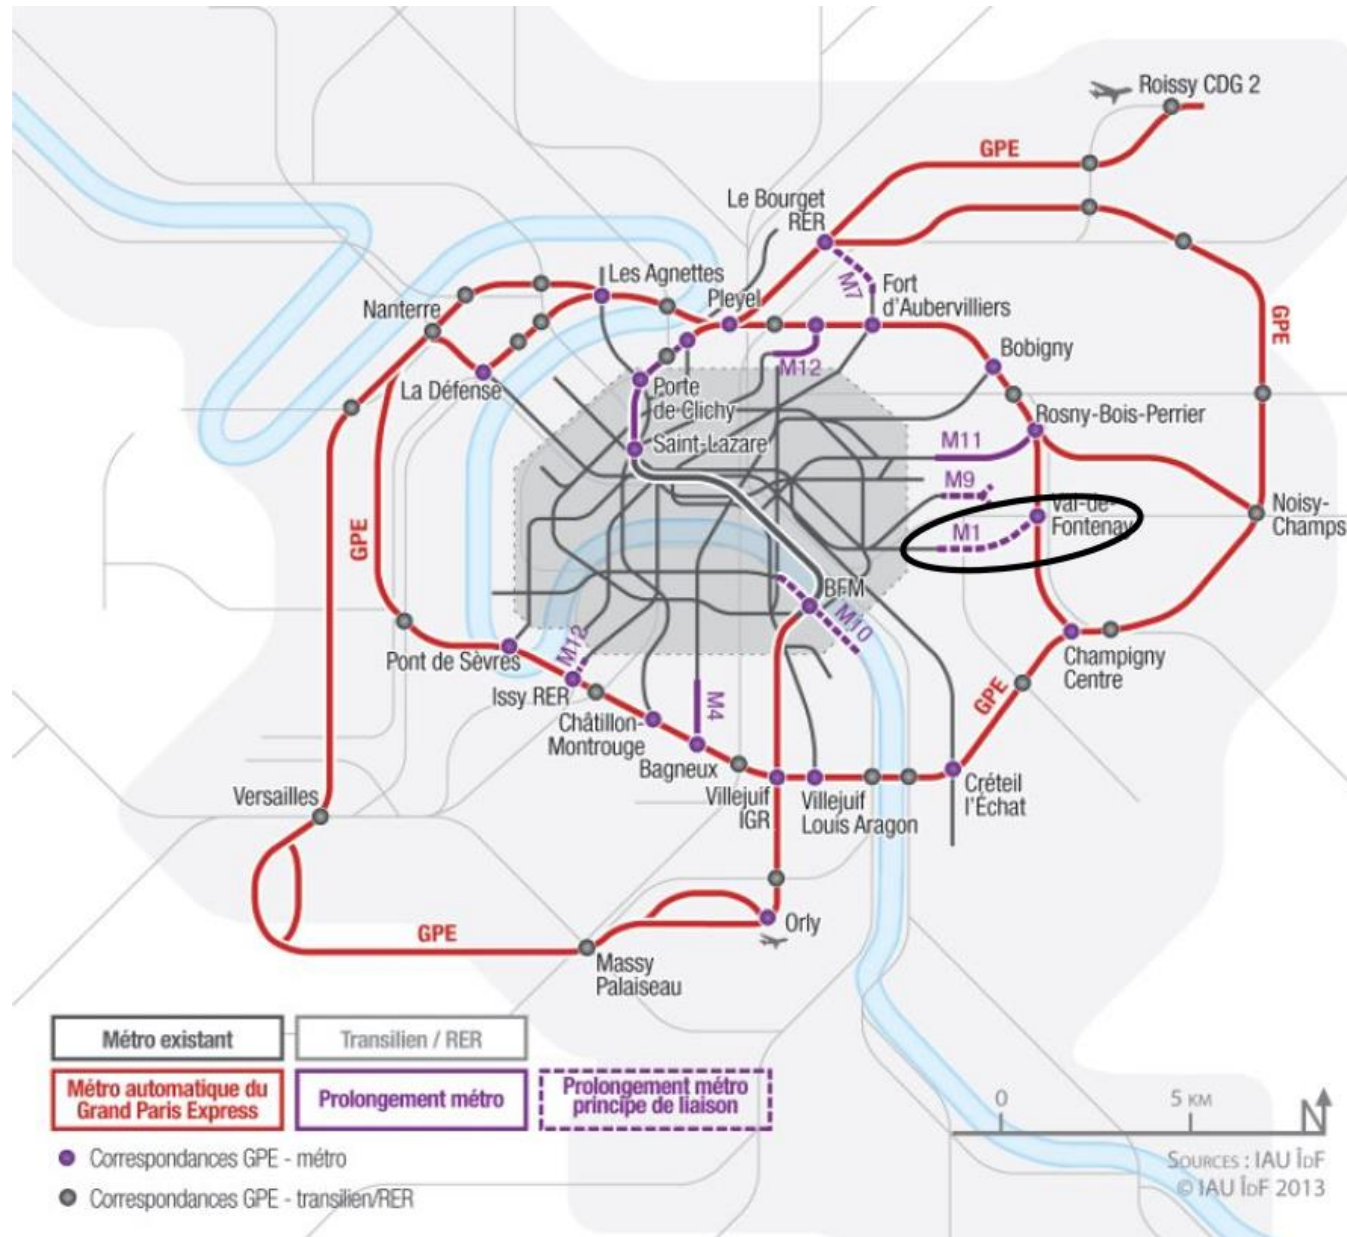 Roissy CDG 2
GPE
Le Bourget
RER
Les Agnettes
M7
Fort
d'Aubervilliers
Pleyel
Nanterre
GPE
Bobigny
M12
La Défense
Porte
de Clichy
Rosny-Bois-Perrier
Saint-Lazare
M11
M9
Val-de-
Fontenay
Noisy-
Champs
GPE
M1
BFM
M10
M12
Pont de Sèvres
Issy RER
Champigny
Centre
GPE
M4
Châtillon-
Montrouge
Bagneux
Versailles
Villejuif
IGR
Villejuif
Louis Aragon
Créteil
l'Échat
GPE
Orly
Massy
Palaiseau
Métro existant
Transilien / RER
Métro automatique du
Grand Paris Express
Prolongement métro
Prolongement métro
principe de liaison
Correspondances GPE - métro
Correspondances GPE - transilien/RER
0
5 KM
N
SOURCES : IAU ÎDF
© IAU ÎDF 2013